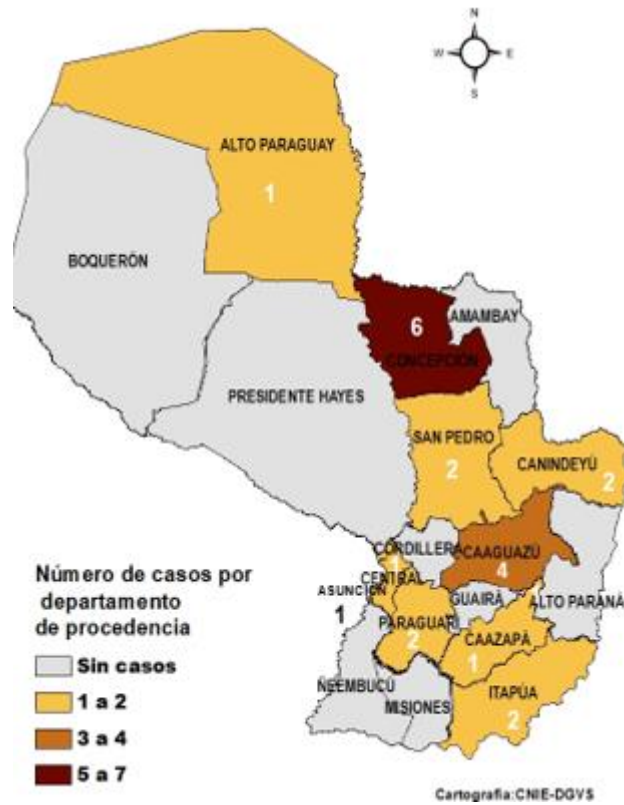 N
W E
S
ALTO PARAGUAY
1
BOQUERÓN
6
AMAMBAY
CONCEPCIÓN
PRESIDENTE HAYES
SAN PEDRO
2
CANINDEYÚ
2
CORDILLERA
CAAGUAZÚ
4
1
CENTRAL
ASUNCIÓN
1
GUAIRÁ
ALTO PARANÁ
PARAGUARÍ
2
CAAZAPÁ
1
ÑEEMBUCÚ
MISIONES
ITAPÚA
2
Número de casos por
departamento
de procedencia
Sin casos
1 a 2
3 a 4
5 a 7
Cartografía:CNIE-DGVS